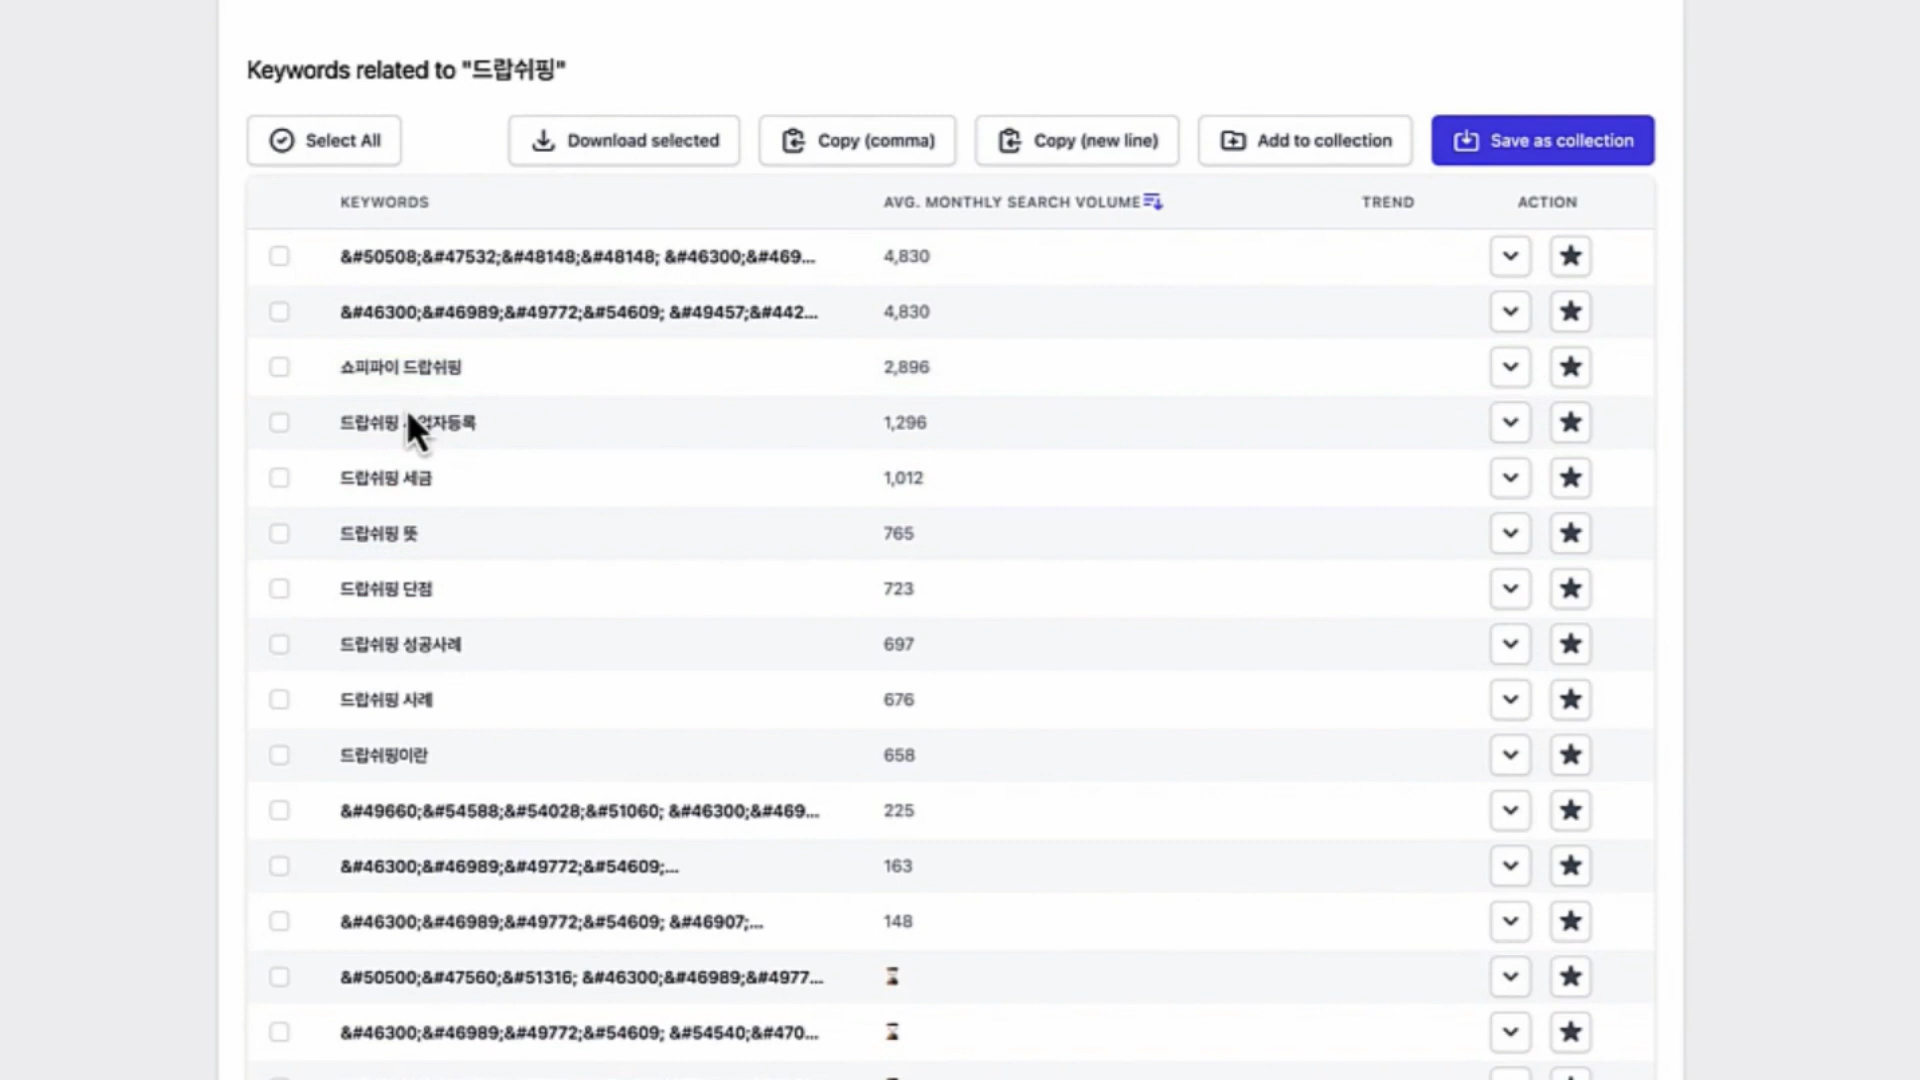 Keywords related to "드랍쉬핑"
Select All
Download selected
Copy (comma)
Copy (new line)
Add to collection
Save as collection
KEYWORDS AVG. MONTHLY SEARCH VOLUME TREND ACTION
&#50508;&#47532;&#48148;&#48148; &#46300;&#469... 4,830
&#46300;&#46989;&#49772;&#54609; &#49457;&#442... 4,830
쇼피파이 드랍쉬핑 2,896
드랍쉬핑 업자등록 1,296
드랍쉬핑 세금 1,012
드랍쉬핑 뜻 765
드랍쉬핑 단점 723
드랍쉬핑 성공사례 697
드랍쉬핑 사례 676
드랍쉬핑이란 658
&#49660;&#54588;&#54028;&#51060; &#46300;&#469... 225
&#46300;&#46989;&#49772;&#54609;... 163
&#46300;&#46989;&#49772;&#54609; &#46907;... 148
&#50500;&#47560;&#51316; &#46300;&#46989;&#4977...
&#46300;&#46989;&#49772;&#54609; &#54540;&#470...